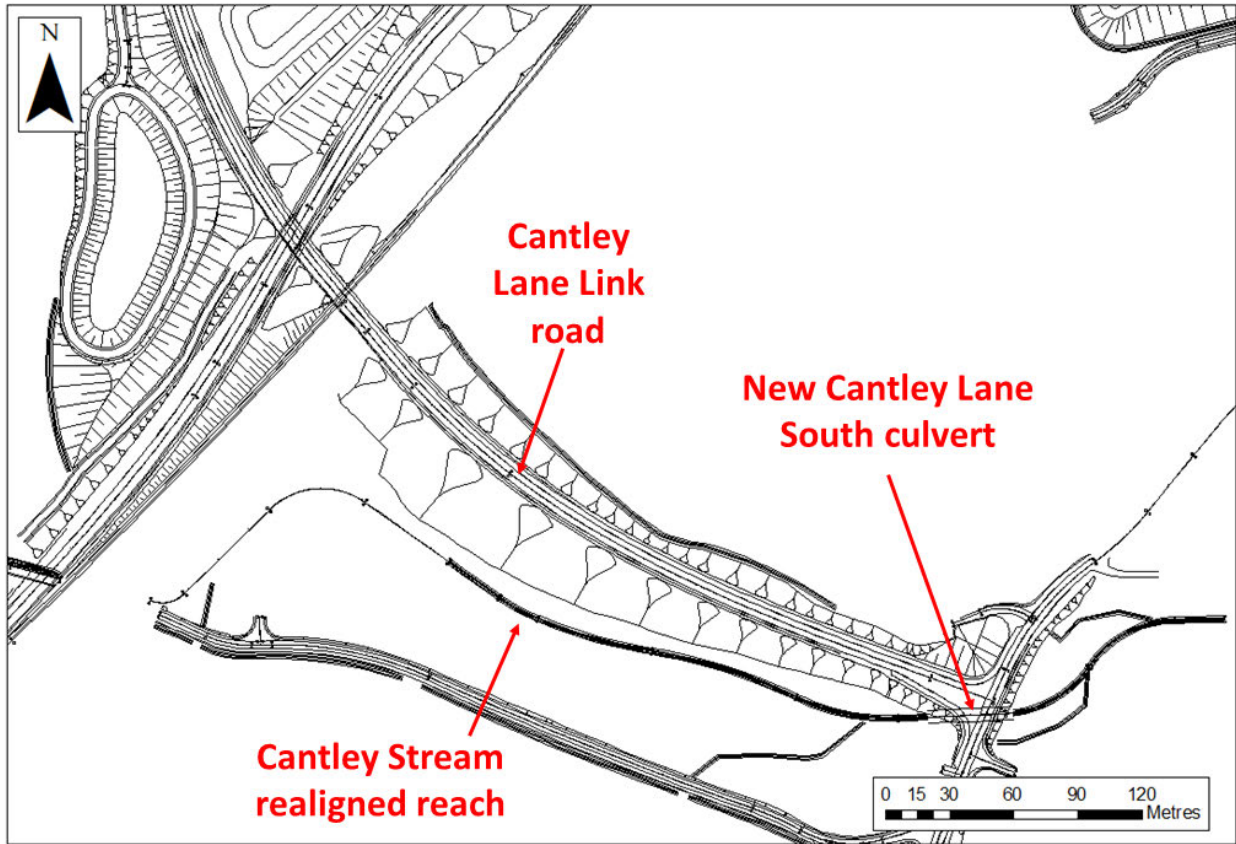 N
Cantley
Lane Link
road
New Cantley Lane
South culvert
Cantley Stream
realigned reach
0 15 30 60 90 120
Metres